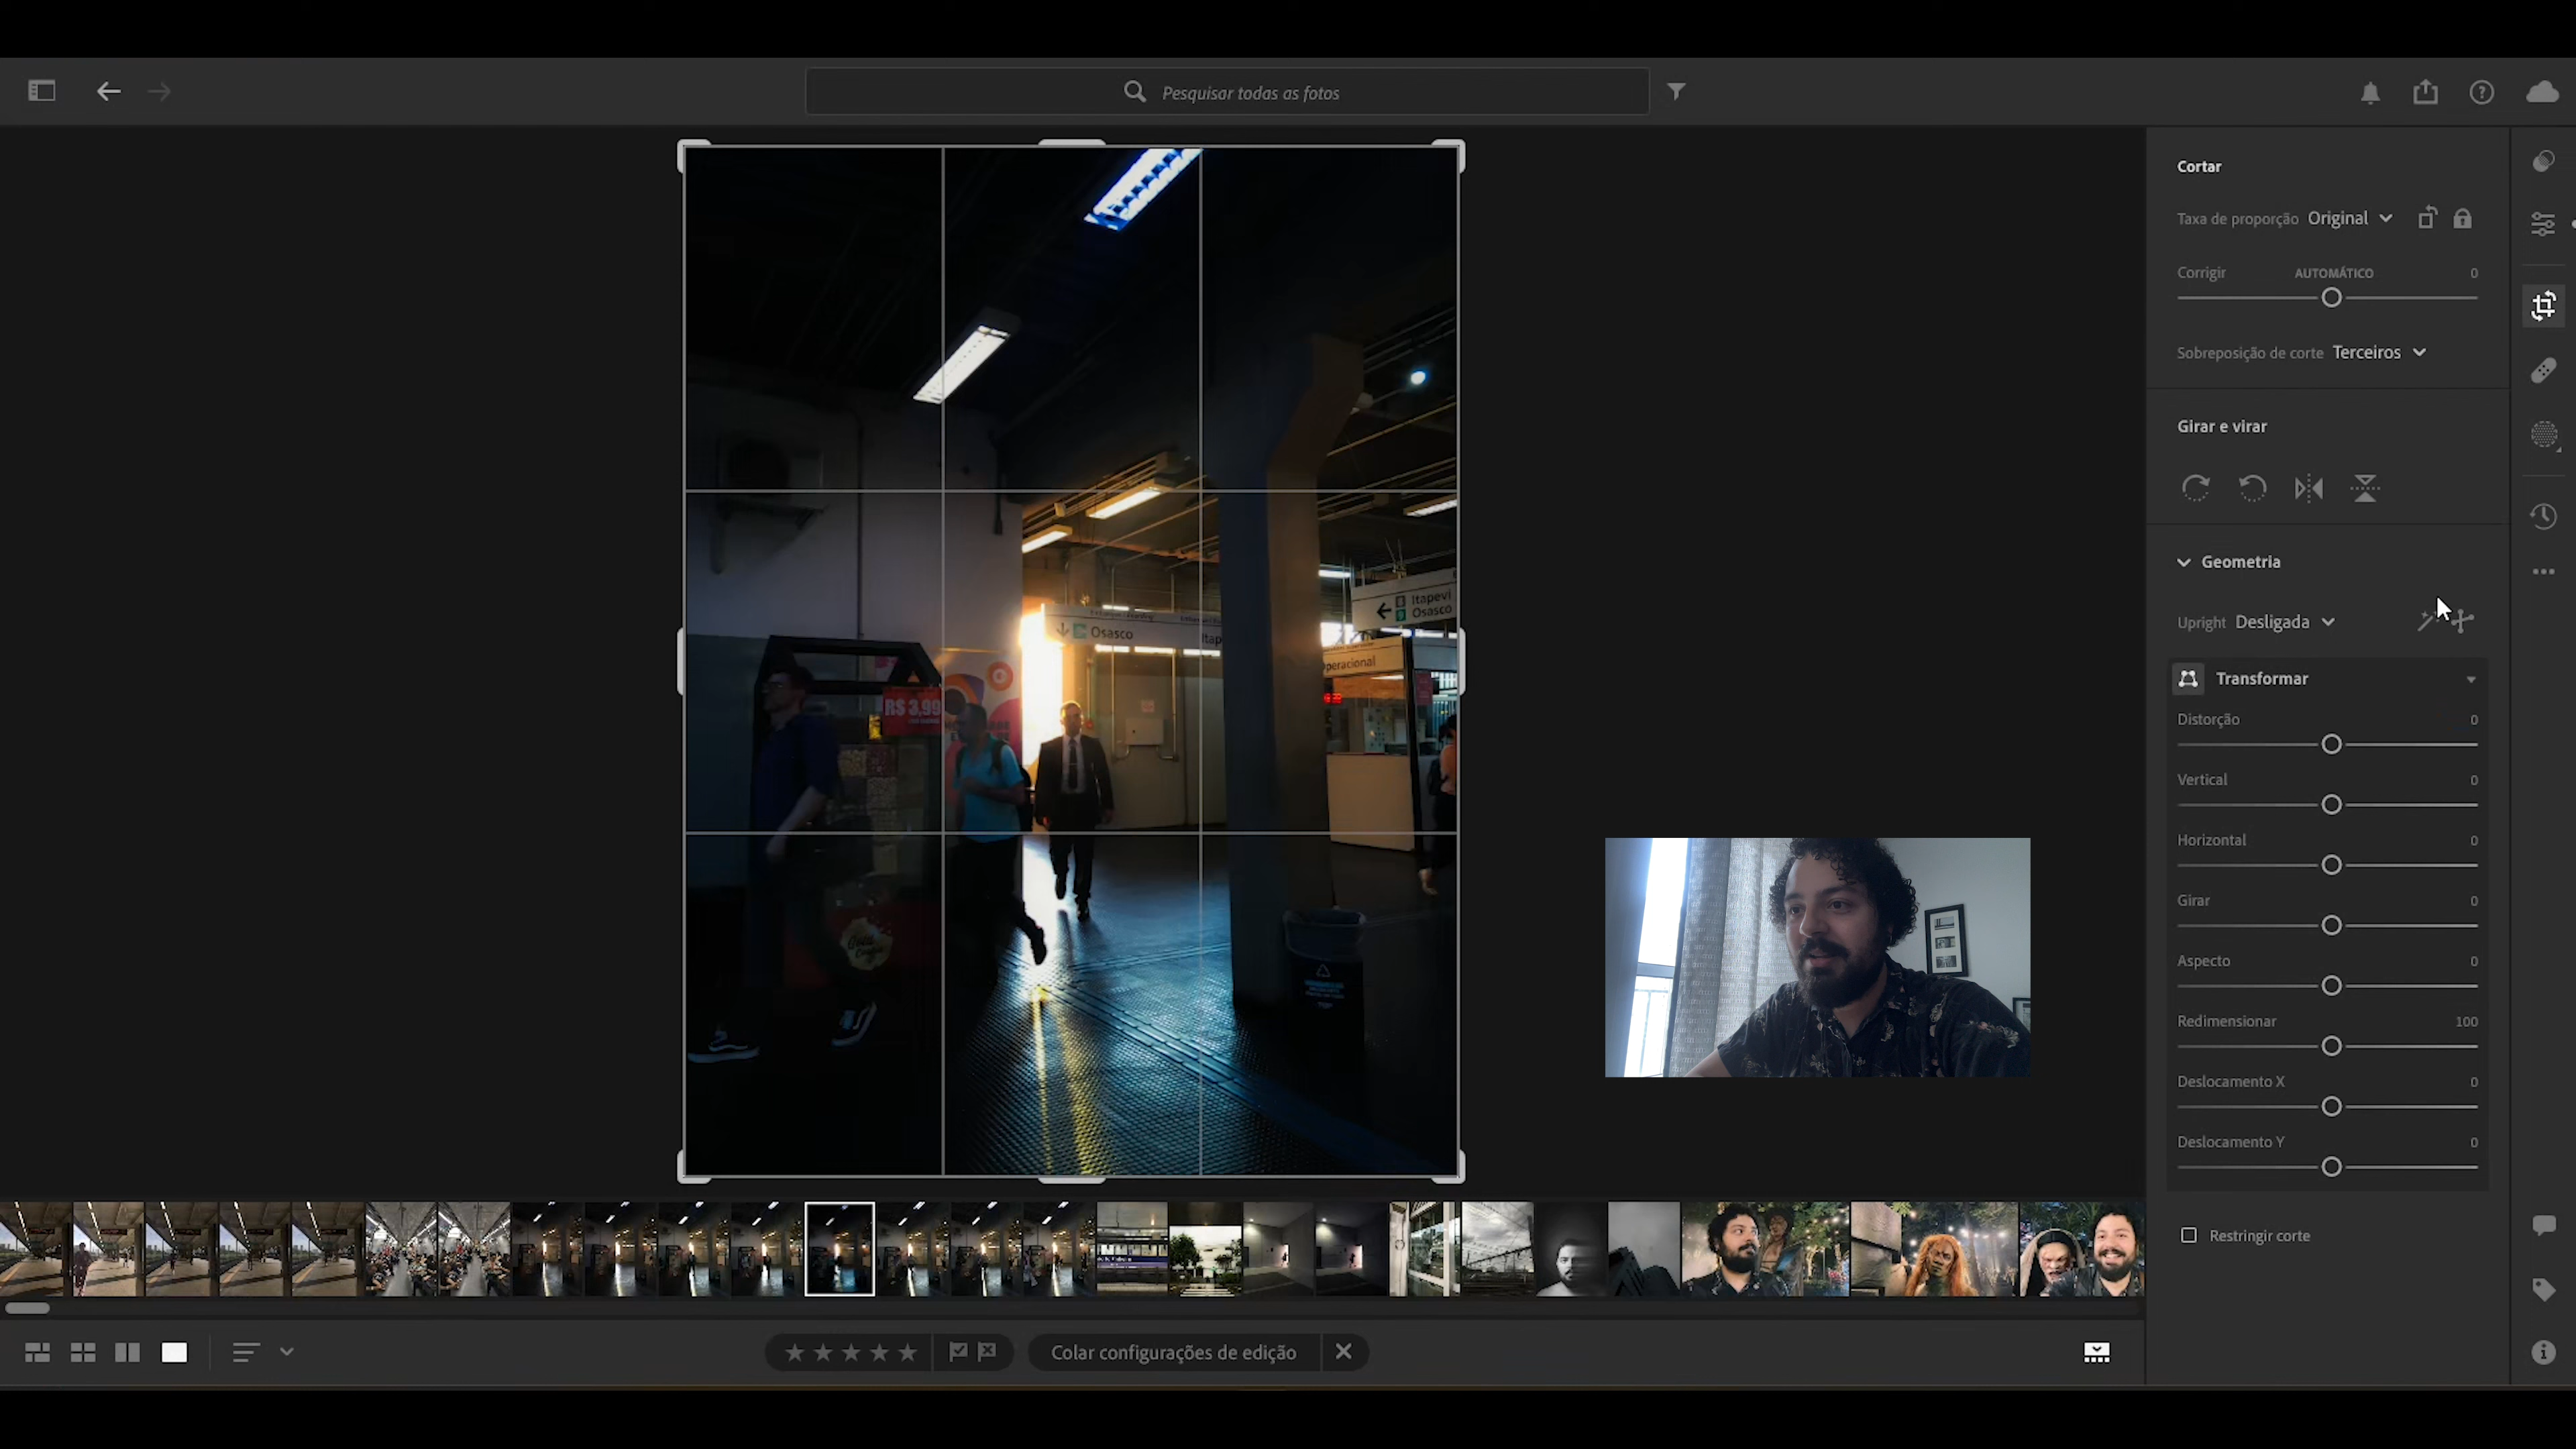 Pesquisar todas as fotos
Cortar
Taxa de proporção Original
Corrigir AUTOMÁTICO 0
Sobreposição de corte Terceiros
Girar e virar
Geometria
Upright Desligada
Transformar
Distorção 0
Vertical 0
Horizontal 0
Girar 0
Aspecto 0
Redimensionar 100
Deslocamento X 0
Deslocamento Y 0
Restringir corte
Itapevi
Osasco
Osasco
Itap
Operacional
R$ 3,99
Colar configurações de edição